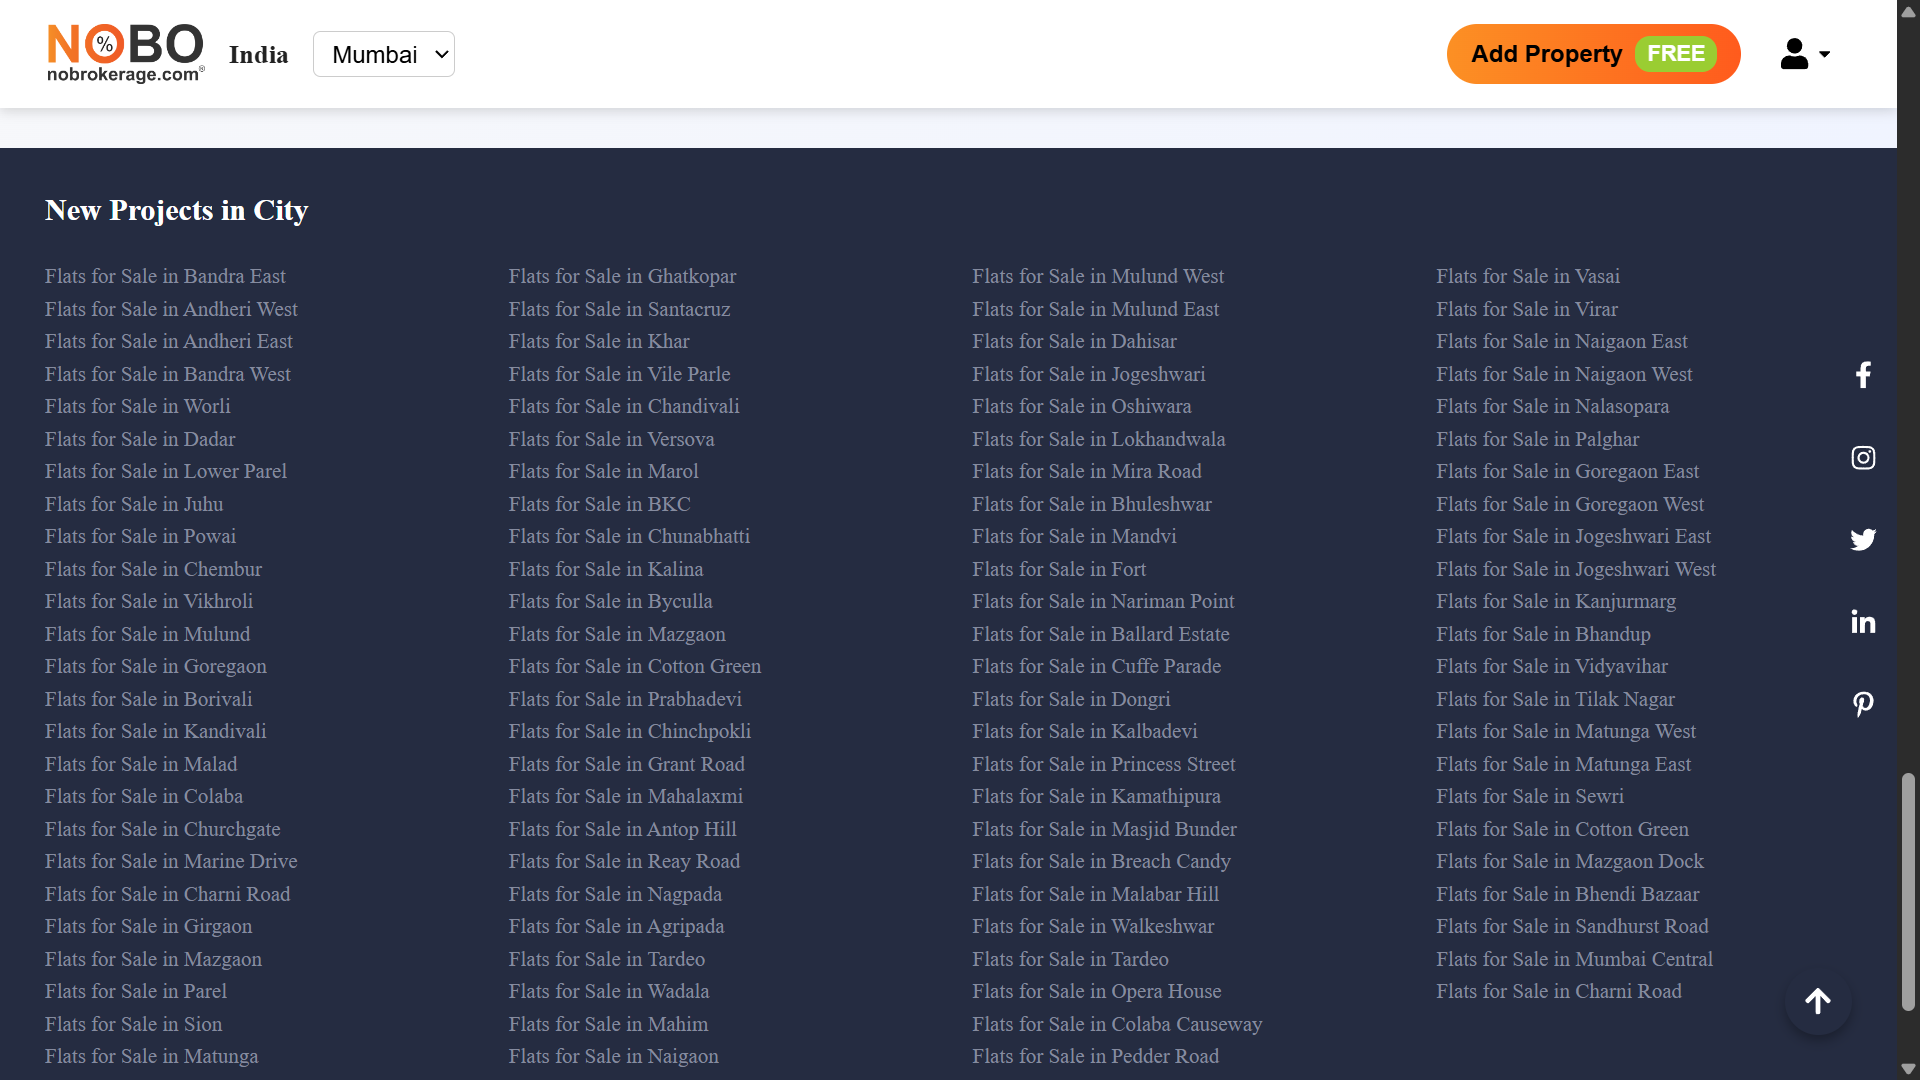 NOBO
%
nobrokerage.com®
India
Mumbai
Add Property FREE
New Projects in City
Flats for Sale in Bandra East
Flats for Sale in Andheri West
Flats for Sale in Andheri East
Flats for Sale in Bandra West
Flats for Sale in Worli
Flats for Sale in Dadar
Flats for Sale in Lower Parel
Flats for Sale in Juhu
Flats for Sale in Powai
Flats for Sale in Chembur
Flats for Sale in Vikhroli
Flats for Sale in Mulund
Flats for Sale in Goregaon
Flats for Sale in Borivali
Flats for Sale in Kandivali
Flats for Sale in Malad
Flats for Sale in Colaba
Flats for Sale in Churchgate
Flats for Sale in Marine Drive
Flats for Sale in Charni Road
Flats for Sale in Girgaon
Flats for Sale in Mazgaon
Flats for Sale in Parel
Flats for Sale in Sion
Flats for Sale in Matunga
Flats for Sale in Ghatkopar
Flats for Sale in Santacruz
Flats for Sale in Khar
Flats for Sale in Vile Parle
Flats for Sale in Chandivali
Flats for Sale in Versova
Flats for Sale in Marol
Flats for Sale in BKC
Flats for Sale in Chunabhatti
Flats for Sale in Kalina
Flats for Sale in Byculla
Flats for Sale in Mazgaon
Flats for Sale in Cotton Green
Flats for Sale in Prabhadevi
Flats for Sale in Chinchpokli
Flats for Sale in Grant Road
Flats for Sale in Mahalaxmi
Flats for Sale in Antop Hill
Flats for Sale in Reay Road
Flats for Sale in Nagpada
Flats for Sale in Agripada
Flats for Sale in Tardeo
Flats for Sale in Wadala
Flats for Sale in Mahim
Flats for Sale in Naigaon
Flats for Sale in Mulund West
Flats for Sale in Mulund East
Flats for Sale in Dahisar
Flats for Sale in Jogeshwari
Flats for Sale in Oshiwara
Flats for Sale in Lokhandwala
Flats for Sale in Mira Road
Flats for Sale in Bhuleshwar
Flats for Sale in Mandvi
Flats for Sale in Fort
Flats for Sale in Nariman Point
Flats for Sale in Ballard Estate
Flats for Sale in Cuffe Parade
Flats for Sale in Dongri
Flats for Sale in Kalbadevi
Flats for Sale in Princess Street
Flats for Sale in Kamathipura
Flats for Sale in Masjid Bunder
Flats for Sale in Breach Candy
Flats for Sale in Malabar Hill
Flats for Sale in Walkeshwar
Flats for Sale in Tardeo
Flats for Sale in Opera House
Flats for Sale in Colaba Causeway
Flats for Sale in Pedder Road
Flats for Sale in Vasai
Flats for Sale in Virar
Flats for Sale in Naigaon East
Flats for Sale in Naigaon West
Flats for Sale in Nalasopara
Flats for Sale in Palghar
Flats for Sale in Goregaon East
Flats for Sale in Goregaon West
Flats for Sale in Jogeshwari East
Flats for Sale in Jogeshwari West
Flats for Sale in Kanjurmarg
Flats for Sale in Bhandup
Flats for Sale in Vidyavihar
Flats for Sale in Tilak Nagar
Flats for Sale in Matunga West
Flats for Sale in Matunga East
Flats for Sale in Sewri
Flats for Sale in Cotton Green
Flats for Sale in Mazgaon Dock
Flats for Sale in Bhendi Bazaar
Flats for Sale in Sandhurst Road
Flats for Sale in Mumbai Central
Flats for Sale in Charni Road